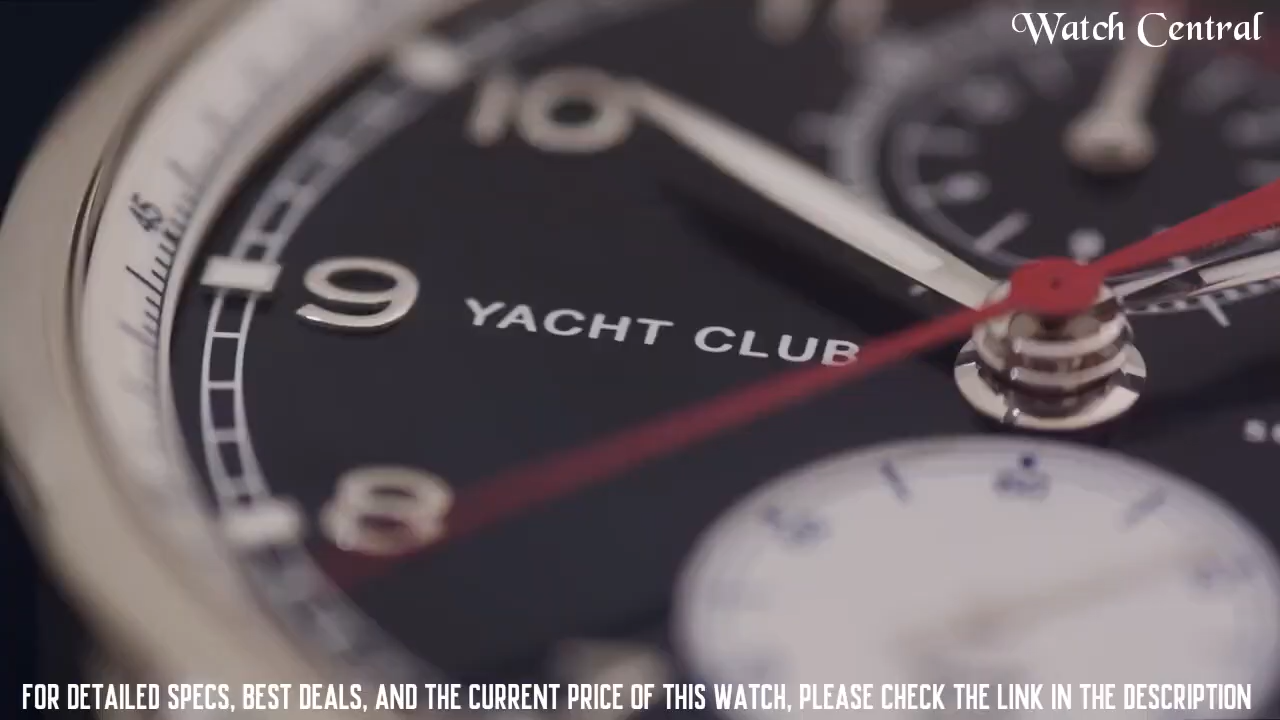 Watch Central
10
45
9
YACHT CLUB
8
60
FOR DETAILED SPECS, BEST DEALS, AND THE CURRENT PRICE OF THIS WATCH, PLEASE CHECK THE LINK IN THE DESCRIPTION